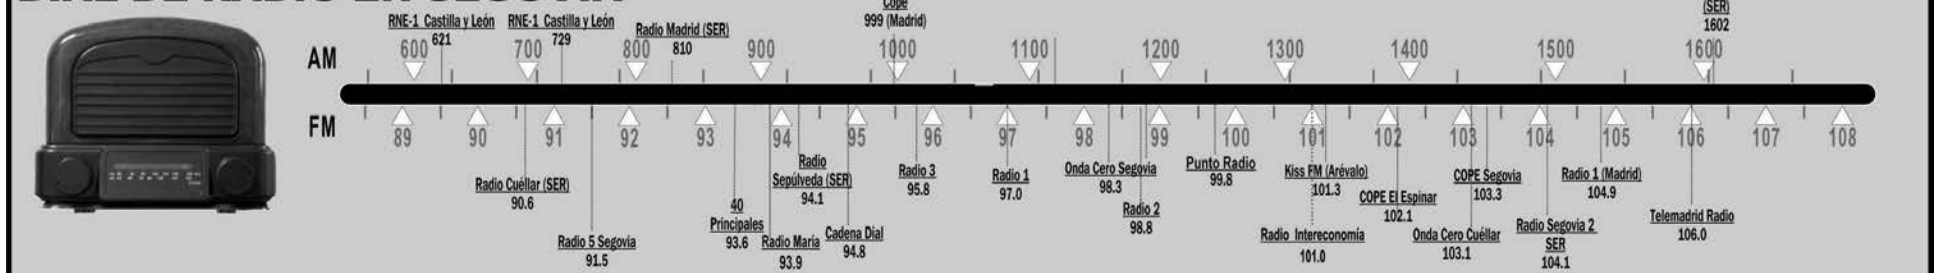 DIAL DE RADIO EN SEGOVIA
RNE-1 Castilla y León
621
RNE-1 Castilla y León
729
Radio Madrid (SER)
810
Cope
999 (Madrid)
(SER)
1602
AM
600 700 800 900 1000 1100 1200 1300 1400 1500 1600
FM
89 90 91 92 93 94 95 96 97 98 99 100 101 102 103 104 105 106 107 108
Radio Cuéllar (SER)
90.6
Radio 5 Segovia
91.5
40
Principales
93.6
Radio María
93.9
Radio
Sepúlveda (SER)
94.1
Cadena Dial
94.8
Radio 3
95.8
Radio 1
97.0
Onda Cero Segovia
98.3
Radio 2
98.8
Punto Radio
99.8
Radio Intereconomía
101.0
Kiss FM (Arévalo)
101.3
COPE El Espinar
102.1
Onda Cero Cuéllar
103.1
COPE Segovia
103.3
Radio Segovia 2
SER
104.1
Radio 1 (Madrid)
104.9
Telemadrid Radio
106.0